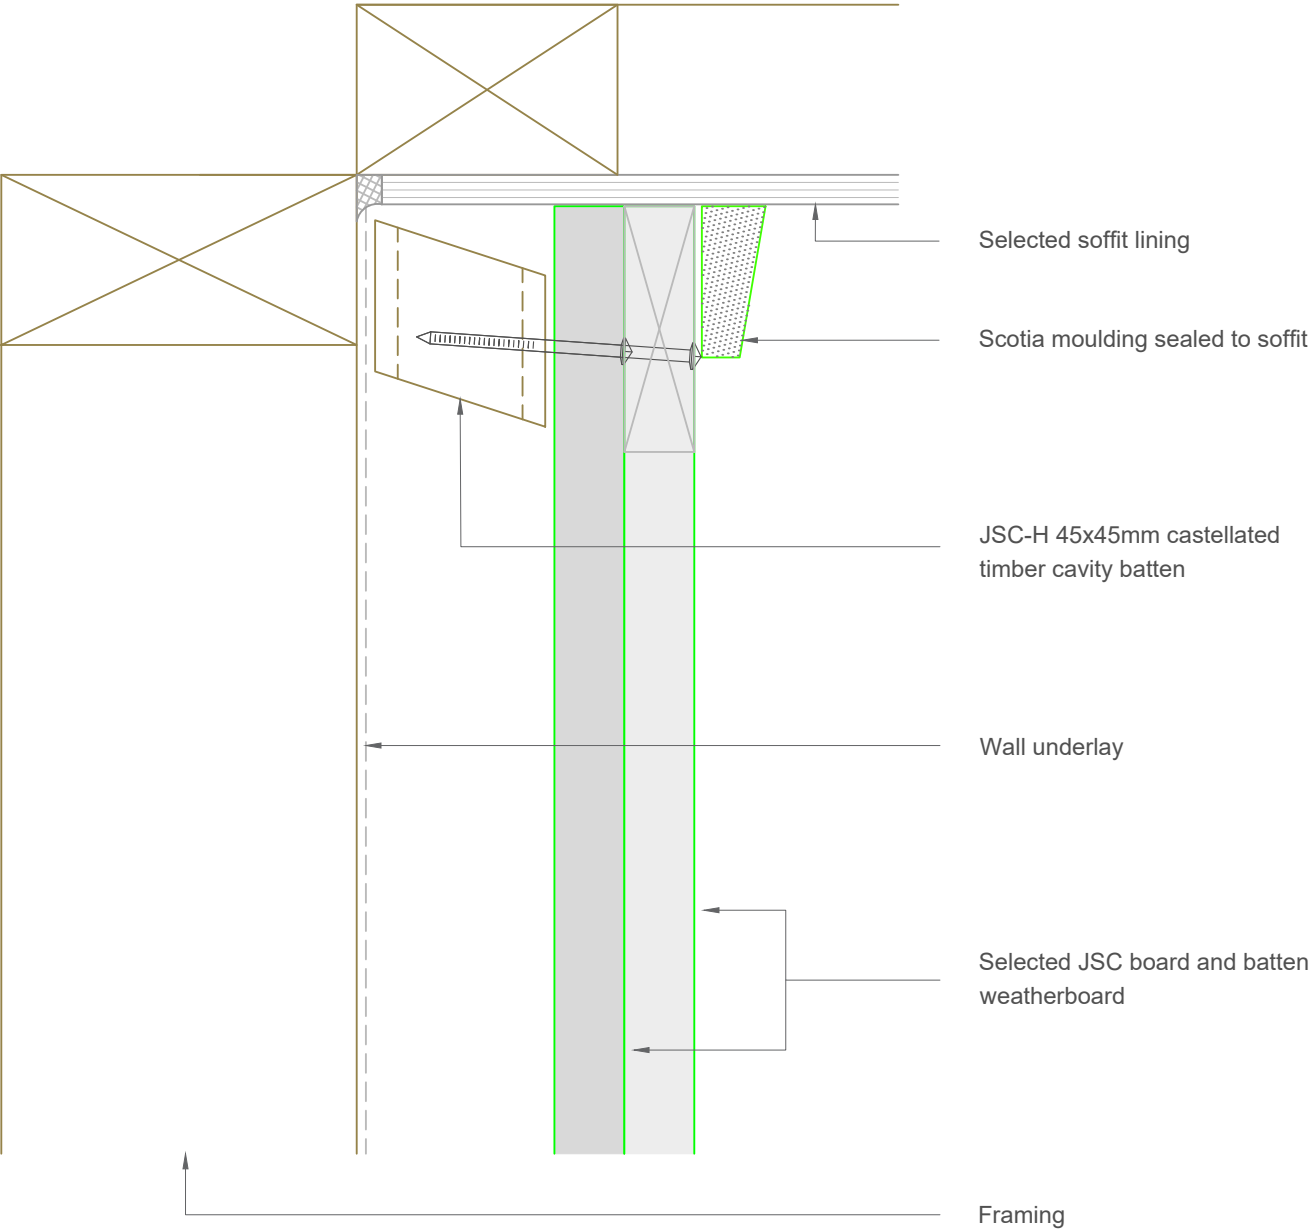 Selected soffit lining
Scotia moulding sealed to soffit
JSC-H 45x45mm castellated
timber cavity batten
Wall underlay
Selected JSC board and batten
weatherboard
Framing